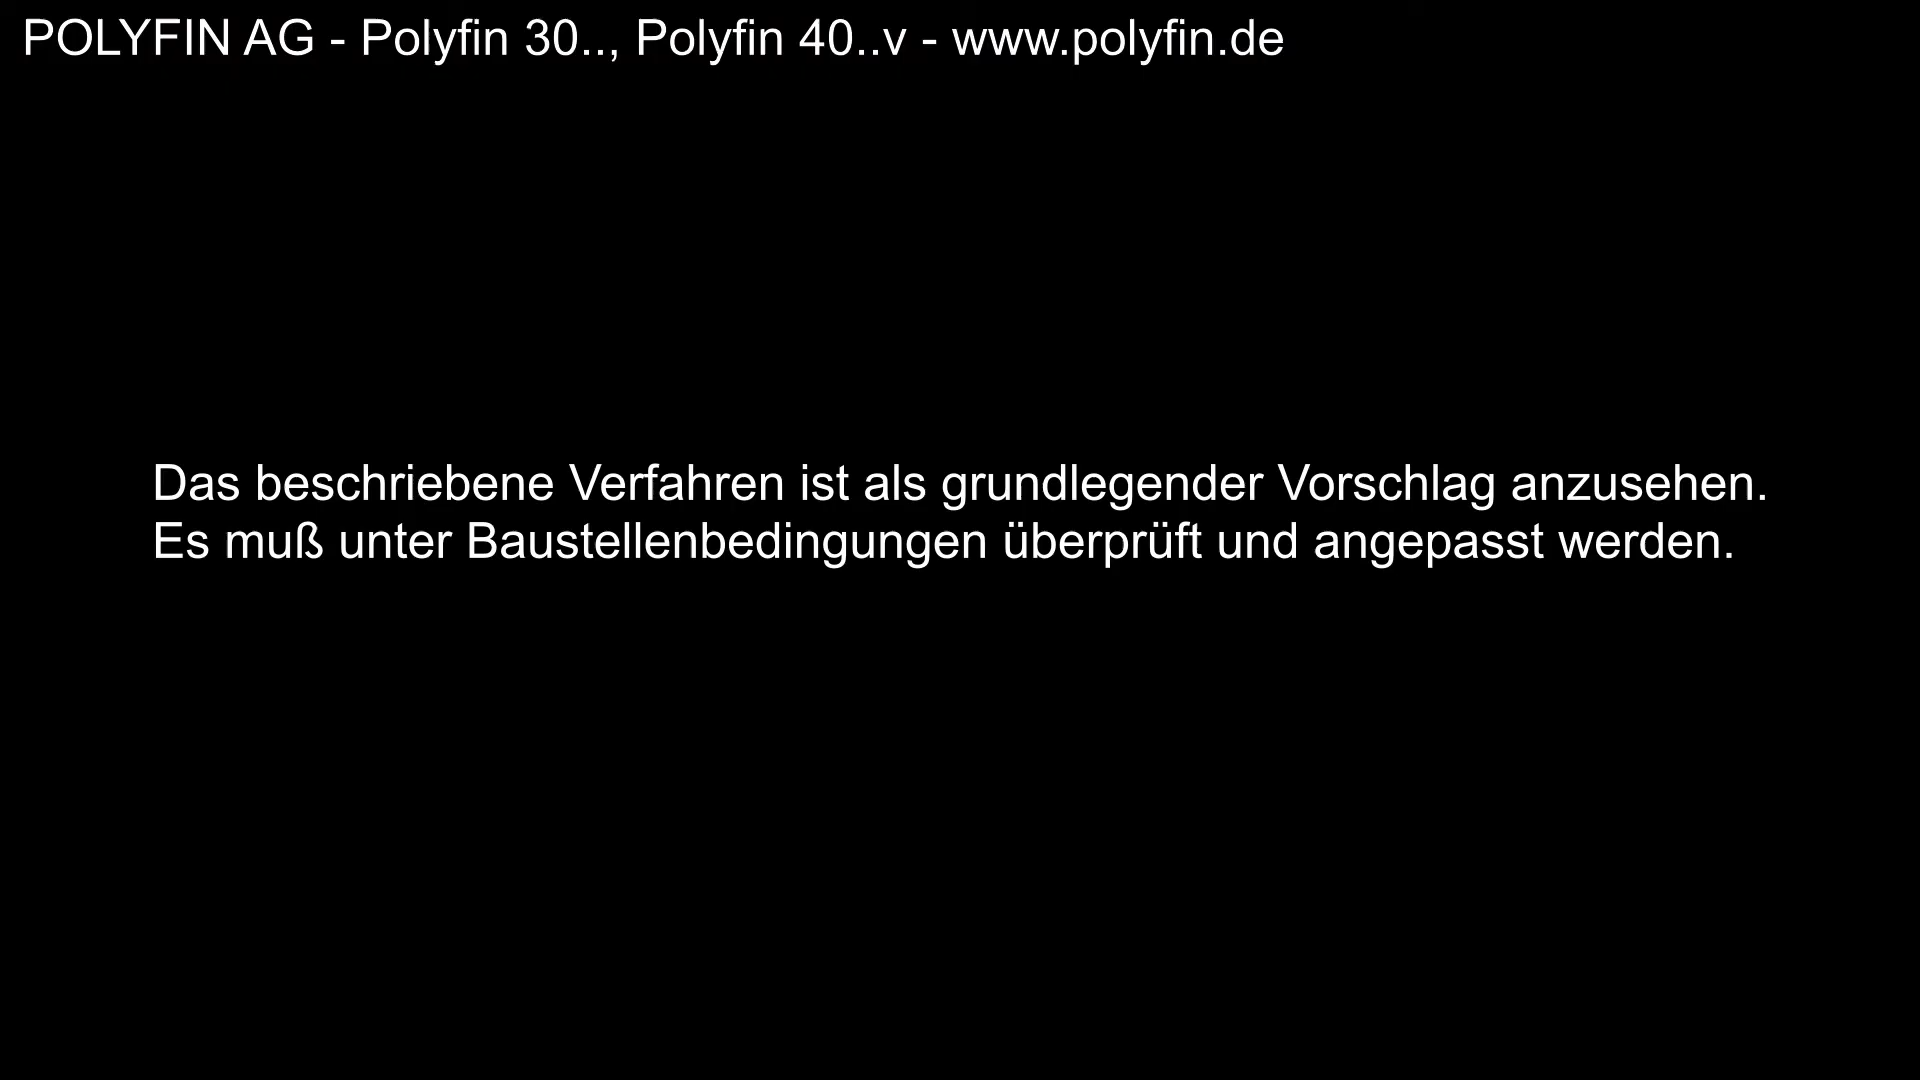 POLYFIN AG - Polyfin 30.., Polyfin 40..v - www.polyfin.de
Das beschriebene Verfahren ist als grundlegender Vorschlag anzusehen.
Es muß unter Baustellenbedingungen überprüft und angepasst werden.